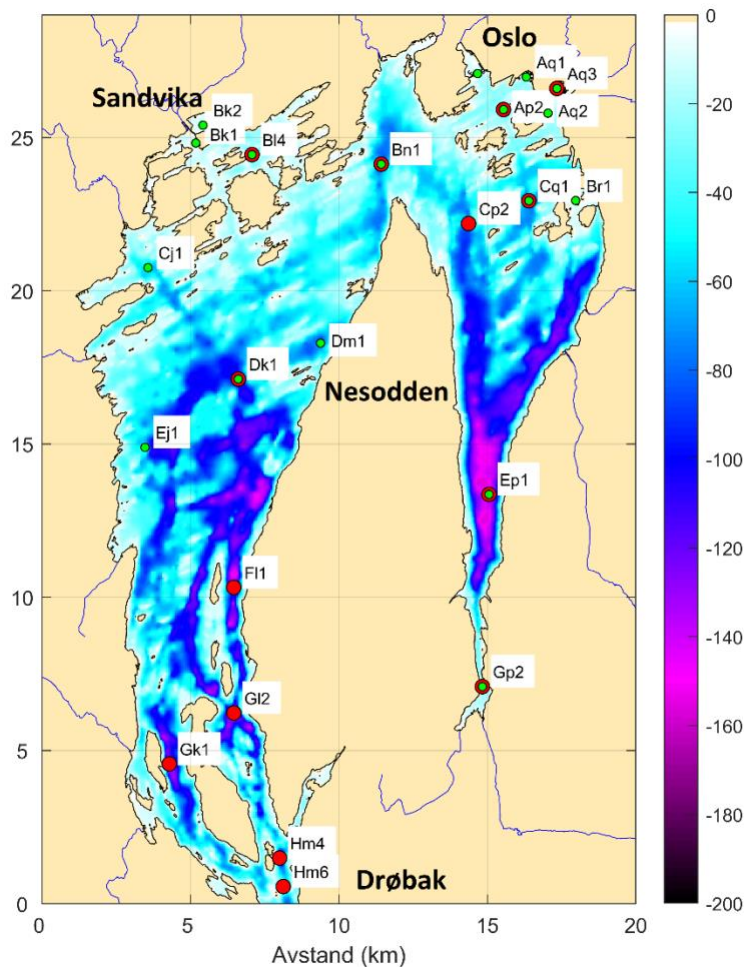 Oslo
Sandvika
Aq1
Aq3
Bk2
Ap2
Aq2
Bk1
Bl4
Bn1
Cq1
Br1
Cp2
Cj1
Dm1
Dk1
Nesodden
Ej1
Ep1
Fl1
Gp2
Gl2
Gk1
Hm4
Hm6
Drøbak
25
20
15
10
5
0
0
5
10
15
20
Avstand (km)
0
-20
-40
-60
-80
-100
-120
-140
-160
-180
-200